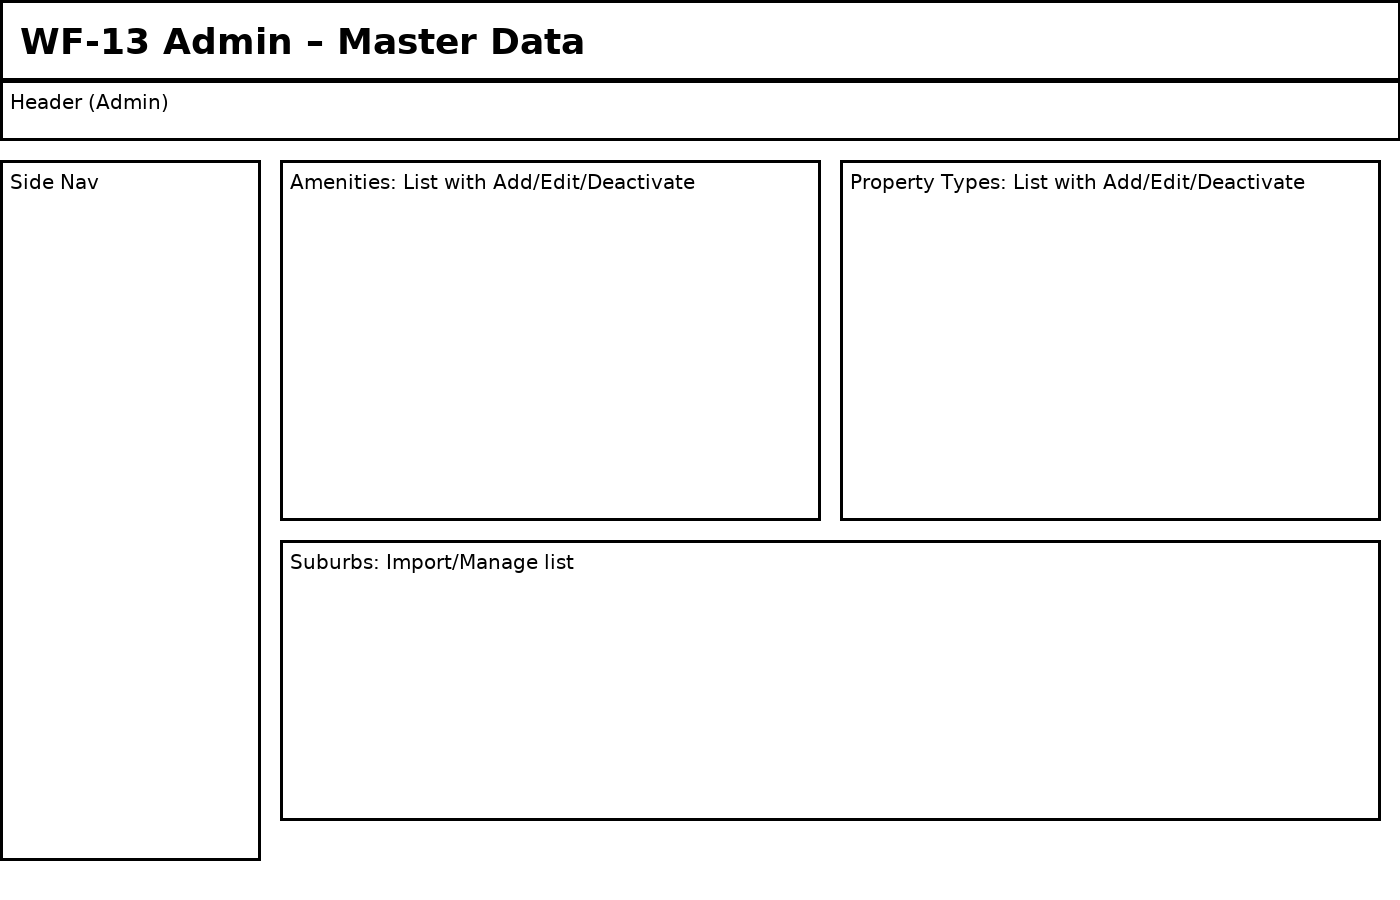 WF-13 Admin – Master Data
Header (Admin)
Side Nav
Amenities: List with Add/Edit/Deactivate
Property Types: List with Add/Edit/Deactivate
Suburbs: Import/Manage list